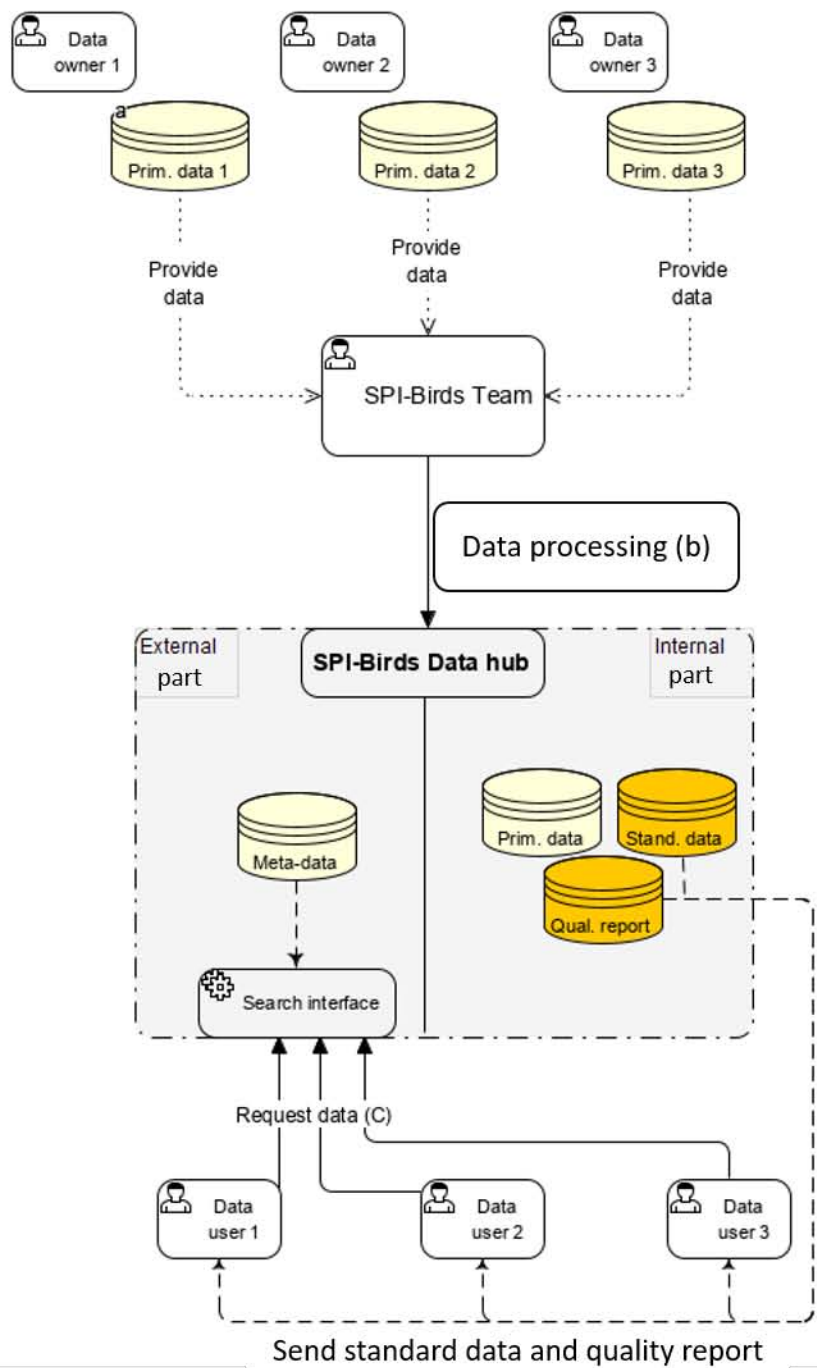 Data
owner 1
Data
owner 2
Data
owner 3
a
Prim. data 1
Prim. data 2
Prim. data 3
Provide
data
Provide
data
Provide
data
SPI-Birds Team
Data processing (b)
External
part
SPI-Birds Data hub
Internal
part
Meta-data
Prim. data
Stand. data
Qual. report
Search interface
Request data (C)
Data
user 1
Data
user 2
Data
user 3
Send standard data and quality report